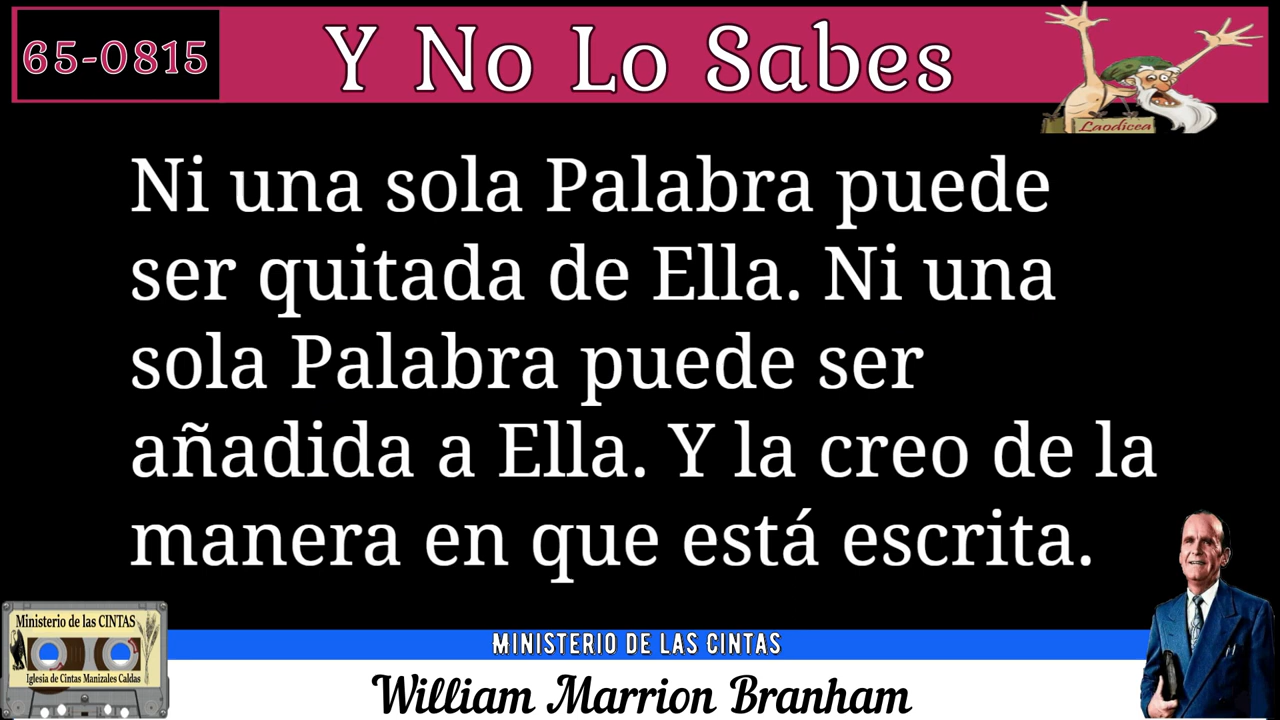 65-0815
Y No Lo Sabes
Laodicea
Ni una sola Palabra puede
ser quitada de Ella. Ni una
sola Palabra puede ser
añadida a Ella. Y la creo de la
manera en que está escrita.
Ministerio de las CINTAS
Iglesia de Cintas Manizales Caldas
MINISTERIO DE LAS CINTAS
William Marrion Branham